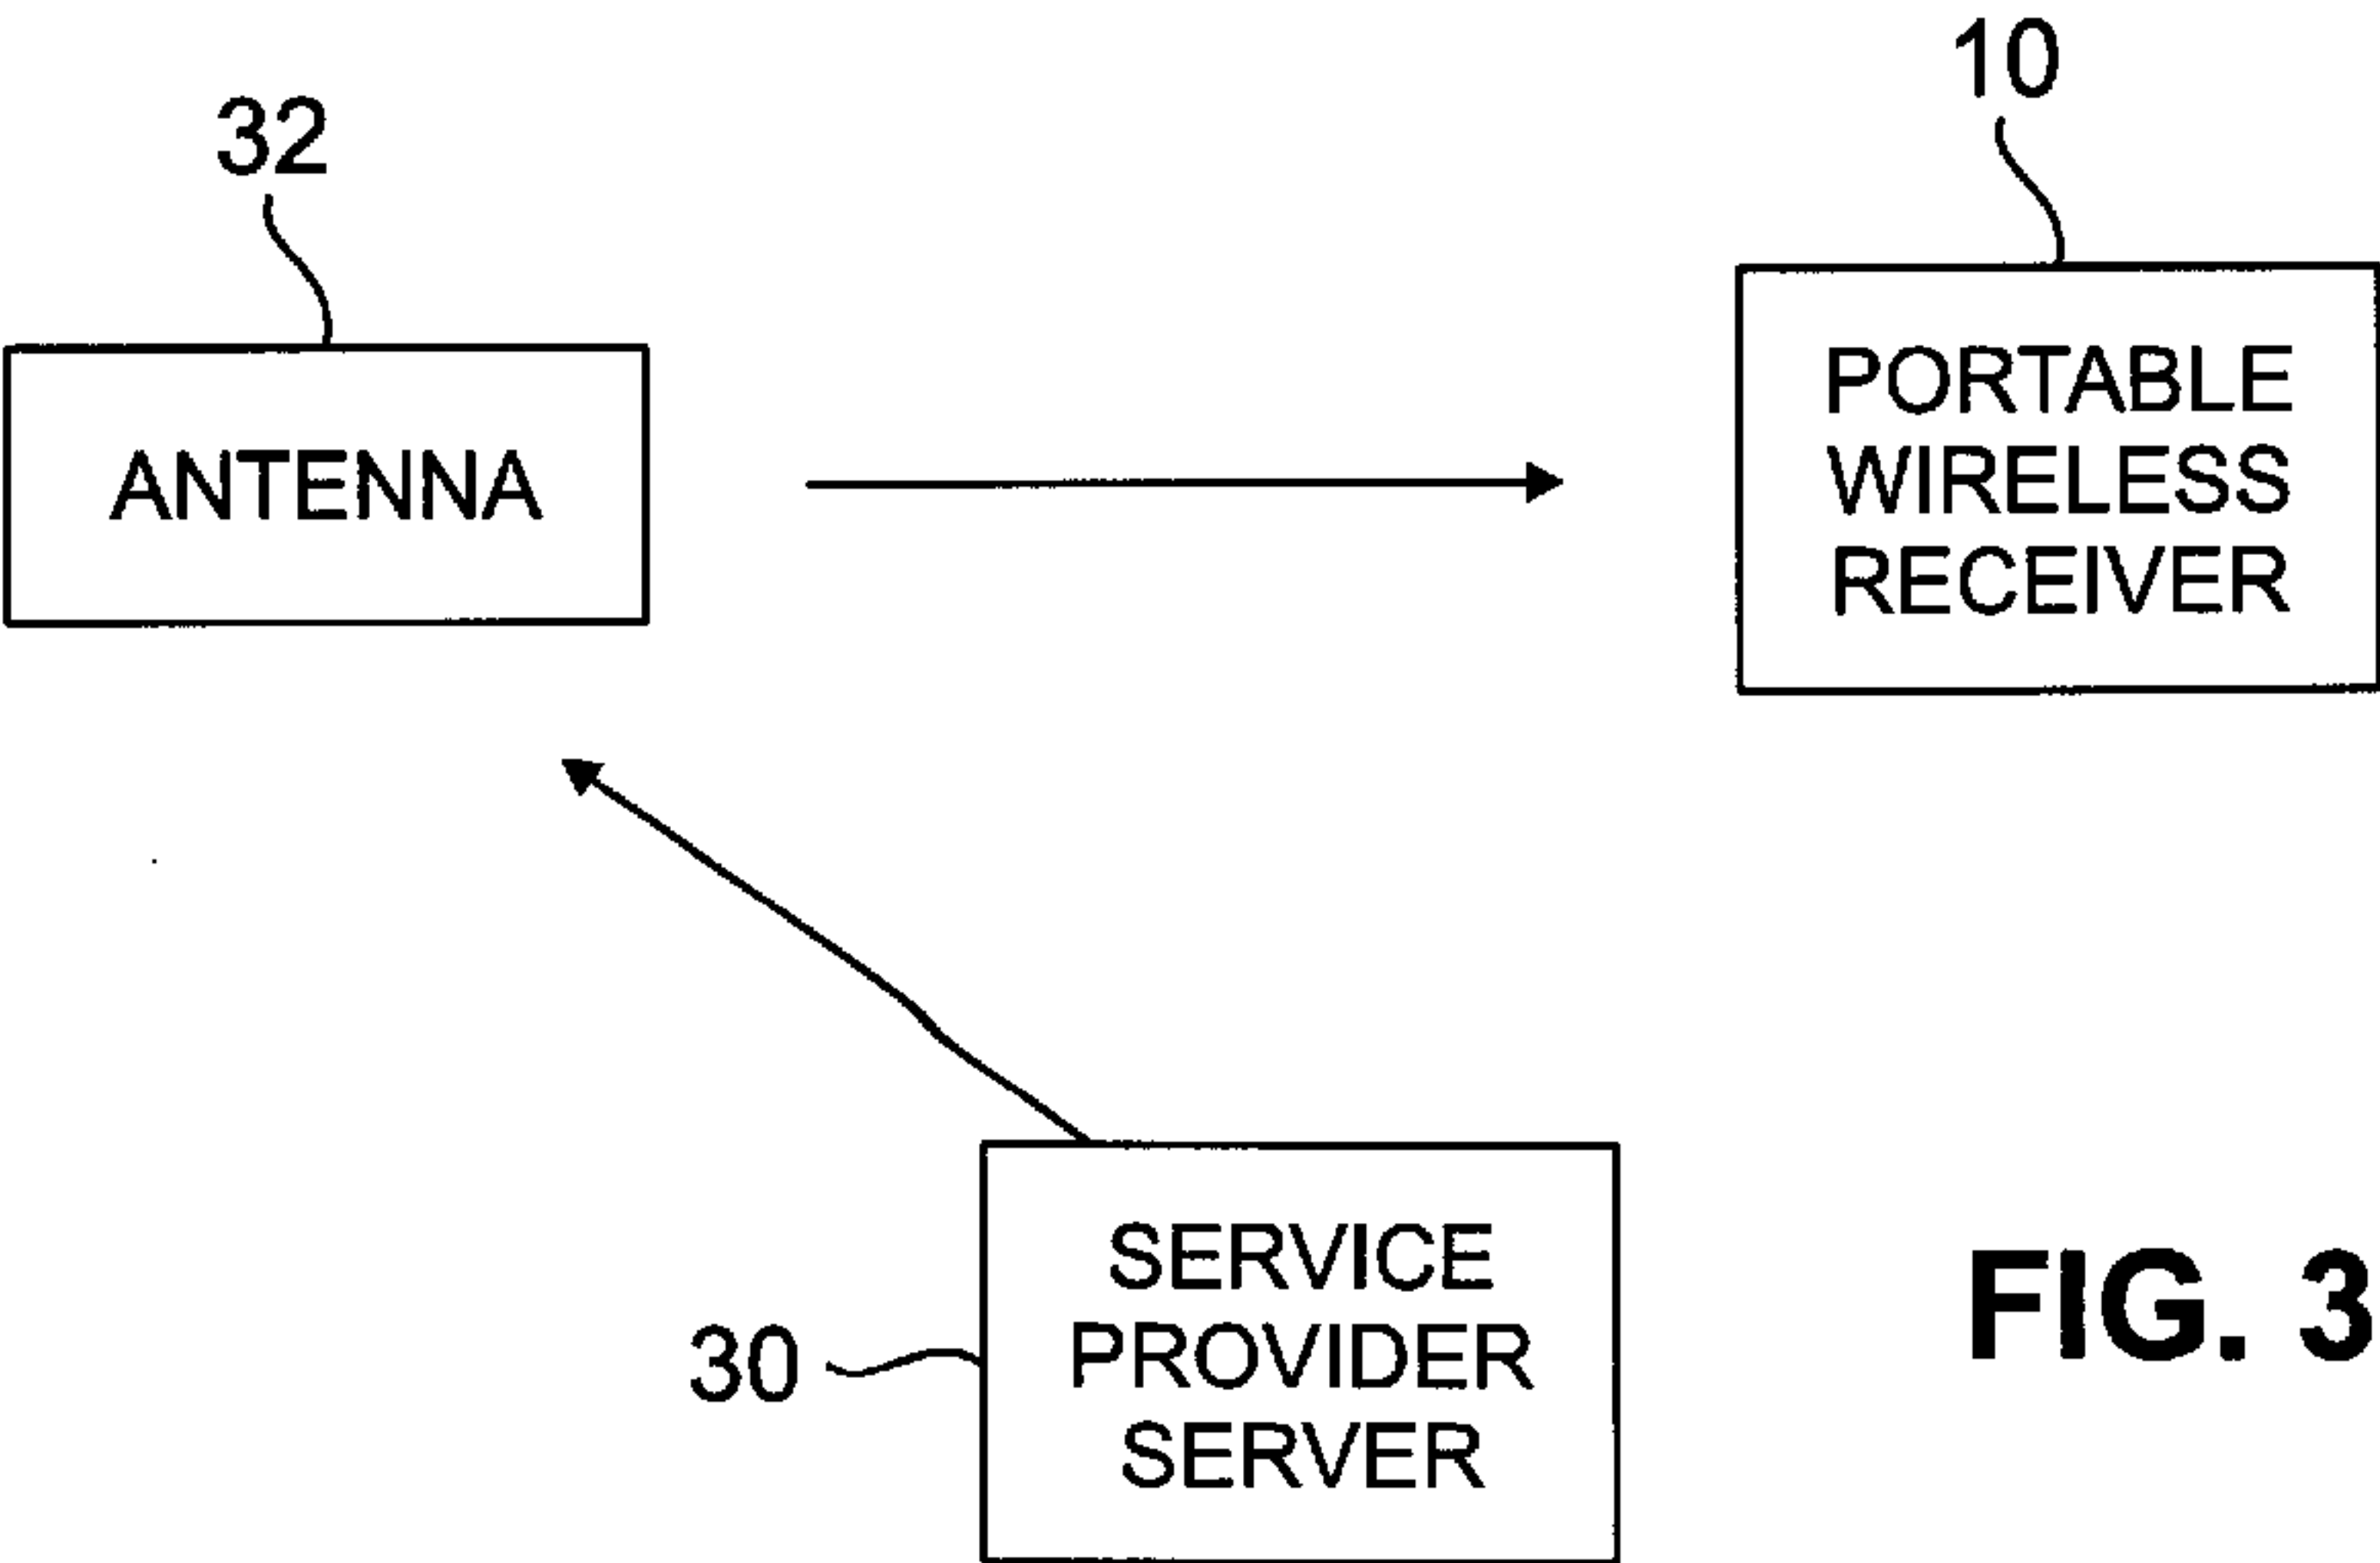 10
32
PORTABLE
WIRELESS
RECEIVER
ANTENNA
SERVICE
PROVIDER
SERVER
30
FIG. 3